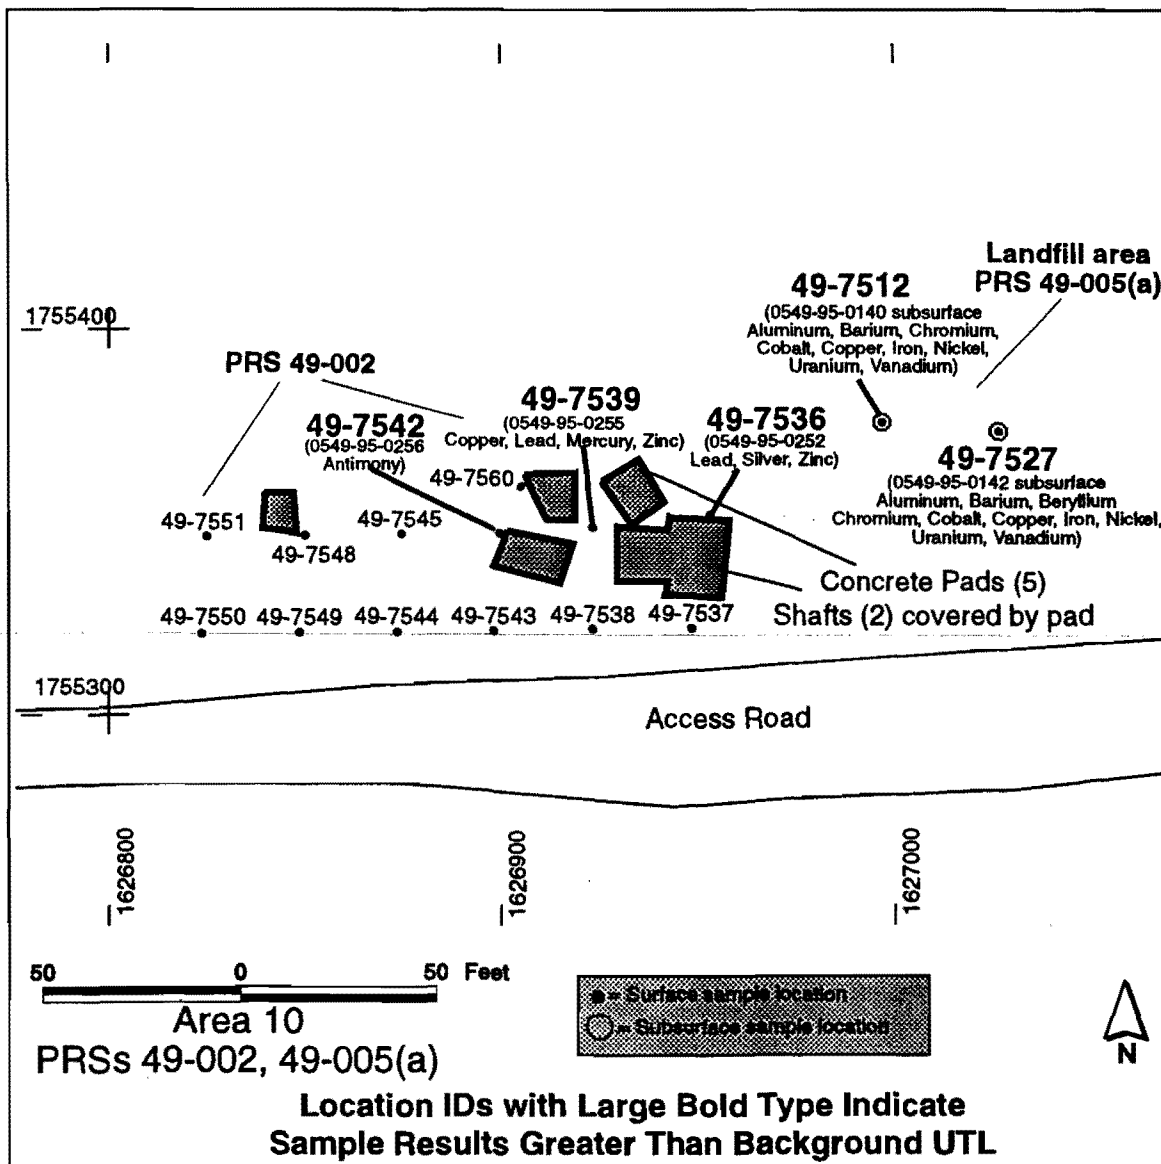 Landfill area
PRS 49-005(a)
49-7512
(0549-95-0140 subsurface
Aluminum, Barium, Chromium,
Cobalt, Copper, Iron, Nickel,
Uranium, Vanadium)
1755400
PRS 49-002
49-7542
(0549-95-0256
Antimony)
49-7539
(0549-95-0255
Copper, Lead, Mercury, Zinc)
49-7536
(0549-95-0252
Lead, Silver, Zinc)
49-7527
(0549-95-0142 subsurface
Aluminum, Barium, Beryllium
Chromium, Cobalt, Copper, Iron, Nickel,
Uranium, Vanadium)
49-7560
49-7551
49-7548
49-7545
Concrete Pads (5)
Shafts (2) covered by pad
49-7550 49-7549 49-7544 49-7543 49-7538 49-7537
1755300
Access Road
1626800
1626900
1627000
50 0 50 Feet
Area 10
PRSs 49-002, 49-005(a)
= Surface sample location
= Subsurface sample location
N
Location IDs with Large Bold Type Indicate
Sample Results Greater Than Background UTL